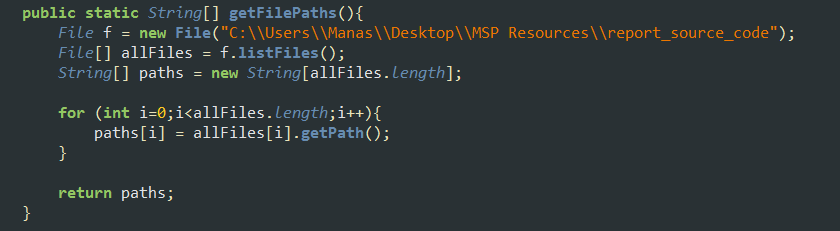 public static String[] getFilePaths(){
File f = new File("C:\\Users\\Manas\\Desktop\\MSP Resources\\report_source_code");
File[] allFiles = f.listFiles();
String[] paths = new String[allFiles.length];
for (int i=0;i<allFiles.length;i++){
paths[i] = allFiles[i].getPath();
}
return paths;
}